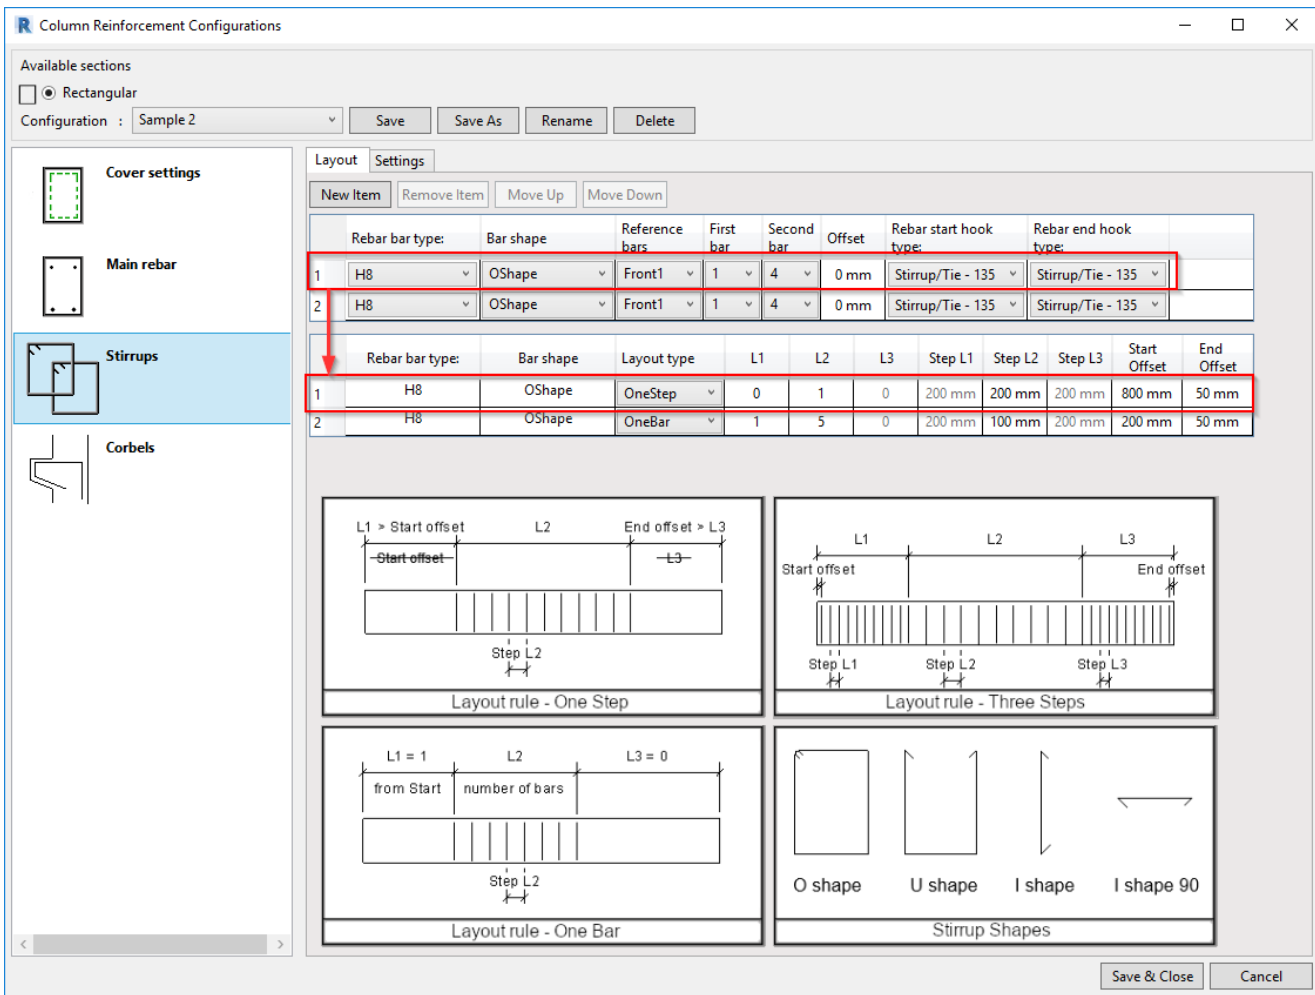 R Column Reinforcement Configurations
Available sections
Rectangular
Configuration : Sample 2 Save Save As Rename Delete
Cover settings
Main rebar
Stirrups
Corbels
Layout Settings
New Item Remove Item Move Up Move Down
Rebar bar type: Bar shape Reference bars First bar Second bar Offset Rebar start hook type: Rebar end hook type:
1 H8 OShape Front1 1 4 0 mm Stirrup/Tie - 135 Stirrup/Tie - 135
2 H8 OShape Front1 1 4 0 mm Stirrup/Tie - 135 Stirrup/Tie - 135
Rebar bar type: Bar shape Layout type L1 L2 L3 Step L1 Step L2 Step L3 Start Offset End Offset
1 H8 OShape OneStep 0 1 0 200 mm 200 mm 200 mm 800 mm 50 mm
2 H8 OShape OneBar 1 5 0 200 mm 100 mm 200 mm 200 mm 50 mm
L1 > Start offset L2 End offset > L3
Start offset L3
Step L2
Layout rule - One Step
L1 L2 L3
Start offset End offset
Step L1 Step L2 Step L3
Layout rule - Three Steps
L1 = 1 L2 L3 = 0
from Start number of bars
Step L2
Layout rule - One Bar
O shape U shape I shape I shape 90
Stirrup Shapes
Save & Close Cancel